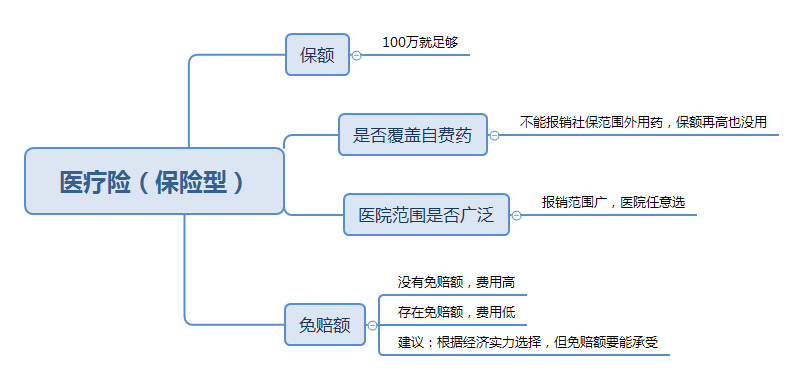 医疗险（保险型）
保额
100万就足够
是否覆盖自费药
不能报销社保范围外用药，保额再高也没用
医院范围是否广泛
报销范围广，医院任意选
免赔额
没有免赔额，费用高
存在免赔额，费用低
建议：根据经济实力选择，但免赔额要能承受